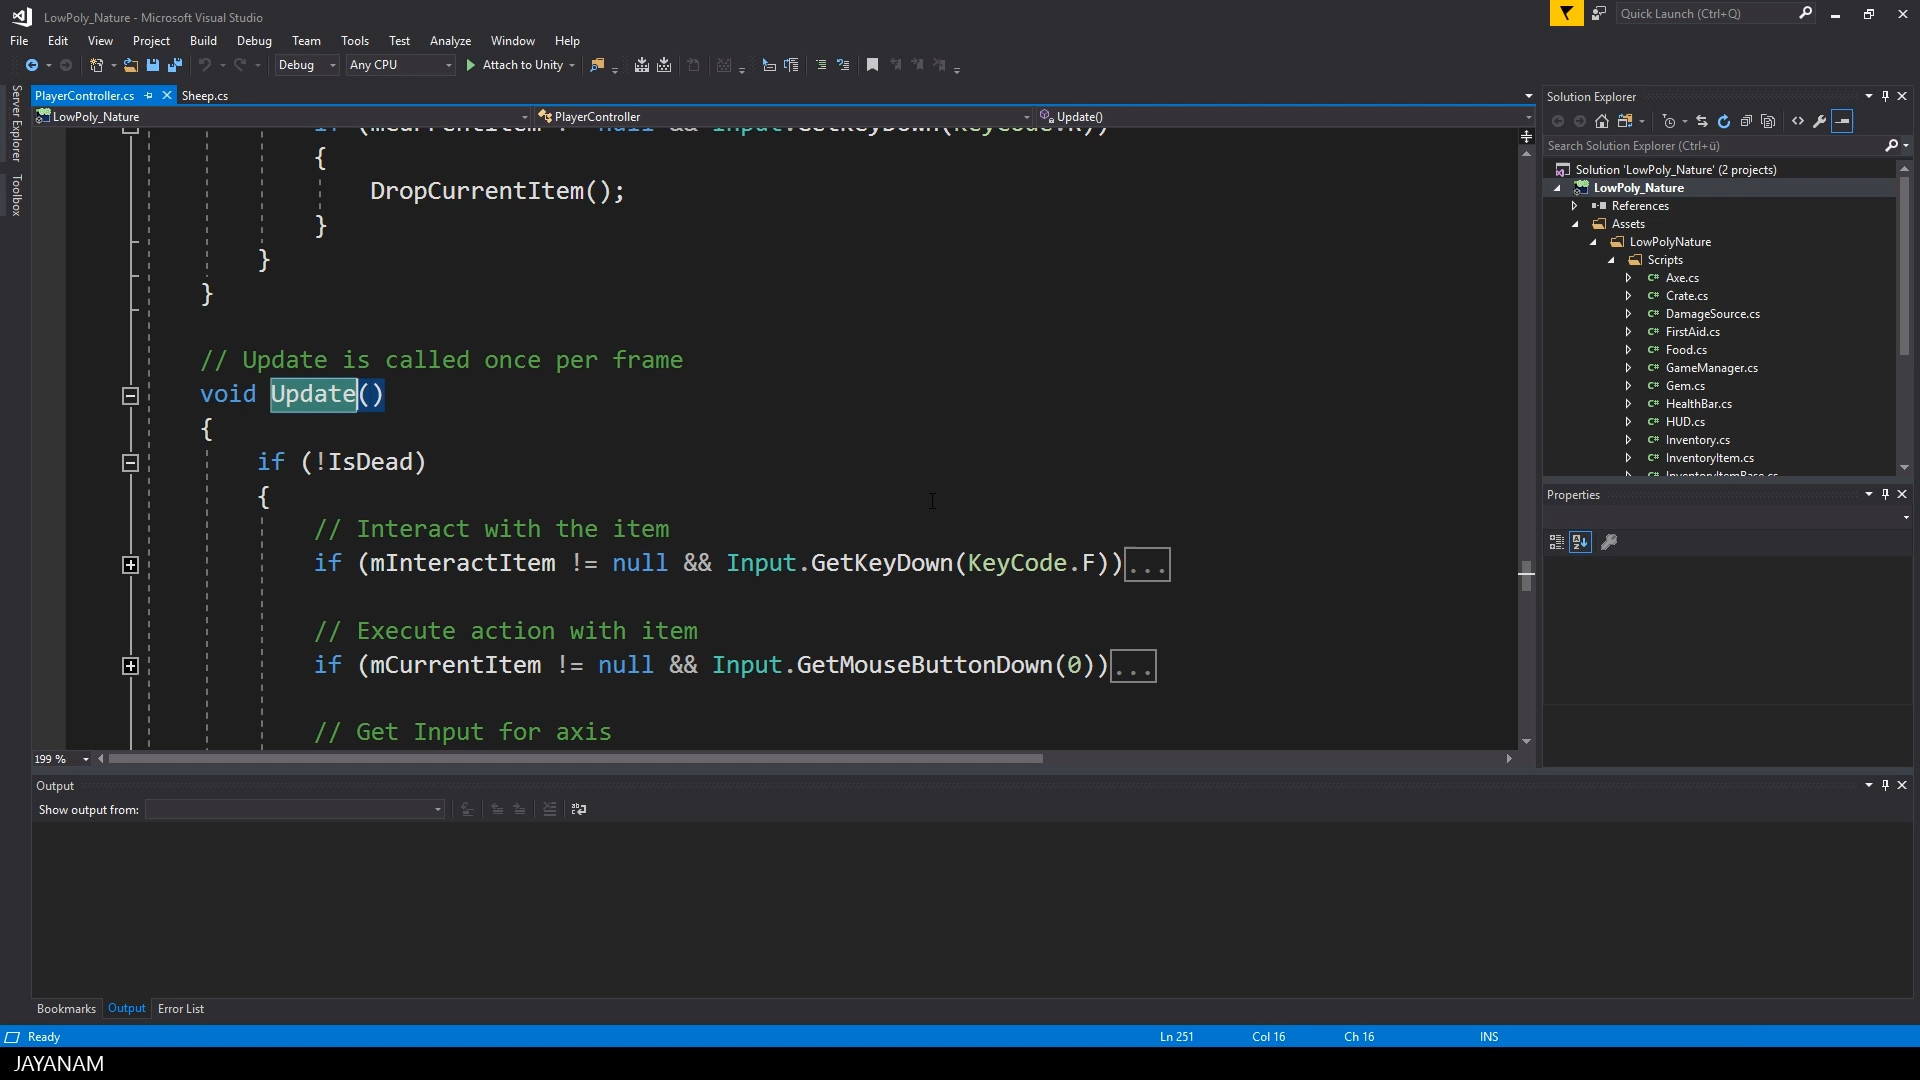 LowPoly_Nature - Microsoft Visual Studio
Quick Launch (Ctrl+Q)
File Edit View Project Build Debug Team Tools Test Analyze Window Help
Debug Any CPU Attach to Unity
Server Explorer
Toolbox
PlayerController.cs Sheep.cs
LowPoly_Nature PlayerController Update()
{
DropCurrentItem();
}
}
}
// Update is called once per frame
void Update()
{
if (!IsDead)
{
// Interact with the item
if (mInteractItem != null && Input.GetKeyDown(KeyCode.F))...
// Execute action with item
if (mCurrentItem != null && Input.GetMouseButtonDown(0))...
// Get Input for axis
199 %
Solution Explorer
Search Solution Explorer (Ctrl+ü)
Solution 'LowPoly_Nature' (2 projects)
LowPoly_Nature
References
Assets
LowPolyNature
Scripts
C# Axe.cs
C# Crate.cs
C# DamageSource.cs
C# FirstAid.cs
C# Food.cs
C# GameManager.cs
C# Gem.cs
C# HealthBar.cs
C# HUD.cs
C# Inventory.cs
C# InventoryItem.cs
Properties
Output
Show output from:
Bookmarks Output Error List
Ready Ln 251 Col 16 Ch 16 INS
JAYANAM